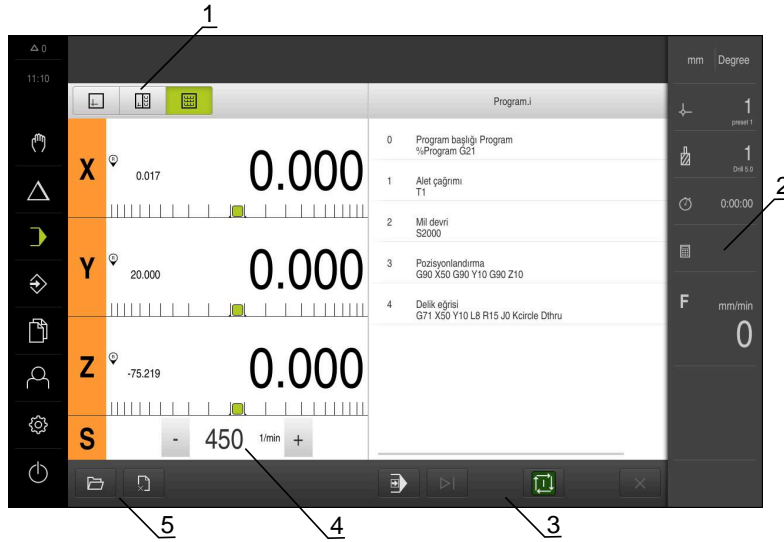 1
0
11:10
mm Degree
Program.i
1
preset 1
1
Drill 5.0
2
0:00:00
F mm/min
0
X R 0.017 0.000
Y R 20.000 0.000
Z R -75.219 0.000
S - 450 1/min +
0 Program başlığı Program
%Program G21
1 Alet çağrımı
T1
2 Mil devri
S2000
3 Pozisyonlandırma
G90 X50 G90 Y10 G90 Z10
4 Delik eğrisi
G71 X50 Y10 L8 R15 J0 Kcircle Dthru
5
4
3